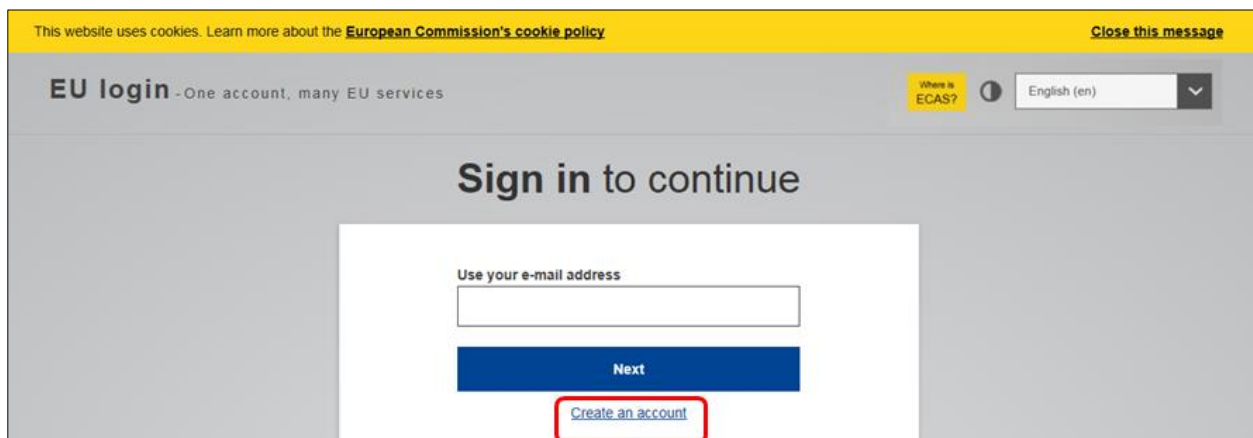 This website uses cookies. Learn more about the European Commission's cookie policy
Close this message
EU login - One account, many EU services
Where is
ECAS?
English (en)
Sign in to continue
Use your e-mail address
Next
Create an account